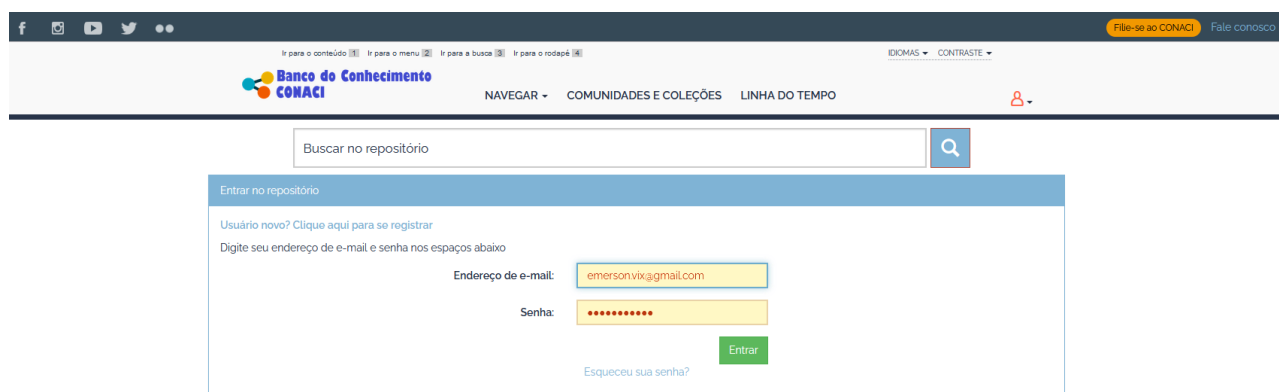 Filie-se ao CONACI Fale conosco
Ir para o conteúdo 1 Ir para o menu 2 Ir para a busca 3 Ir para o rodapé 4 IDIOMAS CONTRASTE
Banco do Conhecimento
CONACI
NAVEGAR COMUNIDADES E COLEÇÕES LINHA DO TEMPO
Buscar no repositório
Entrar no repositório
Usuário novo? Clique aqui para se registrar
Digite seu endereço de e-mail e senha nos espaços abaixo
Endereço de e-mail: emerson.vix@gmail.com
Senha: •••••••••••
Entrar
Esqueceu sua senha?